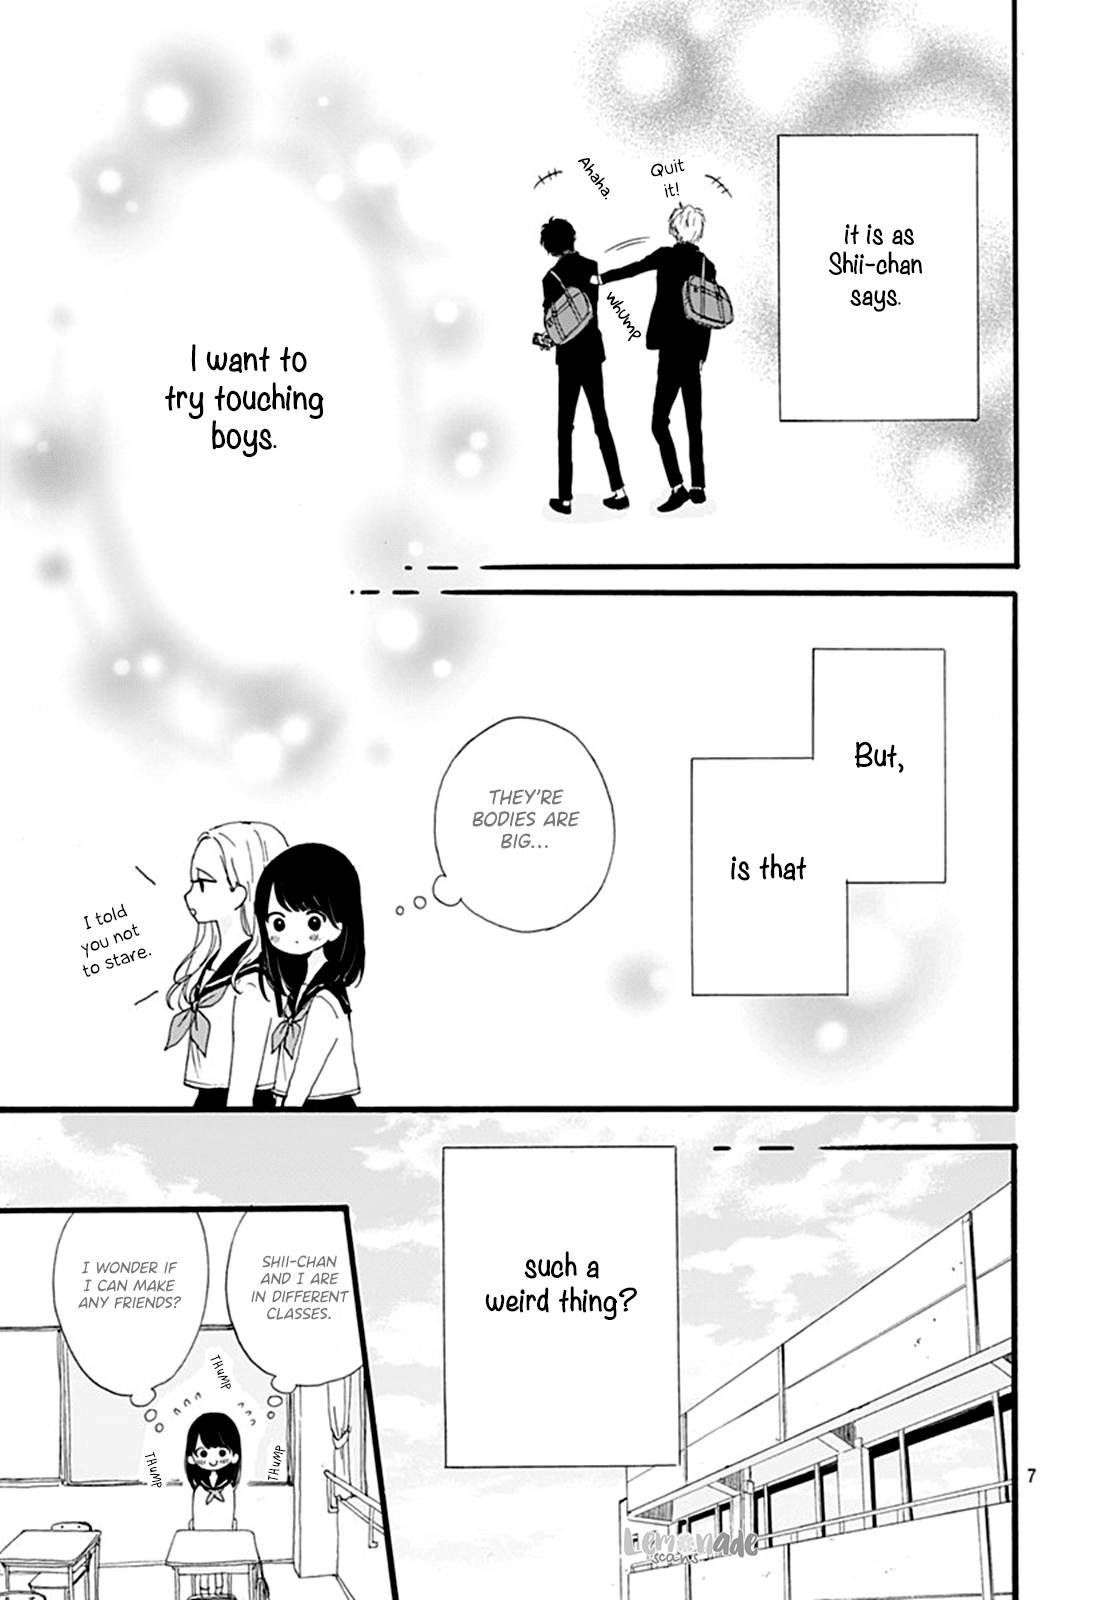 it is as
Shii-chan
says.
Quit
it!
Ahaha.
whump
I want to
try touching
boys.
But,
is that
THEY'RE
BODIES ARE
BIG...
I told
you not
to stare.
such a
weird thing?
SHII-CHAN
AND I ARE
IN DIFFERENT
CLASSES.
I WONDER IF
I CAN MAKE
ANY FRIENDS?
THUMP
THUMP
THUMP
7
Lemonade
scans